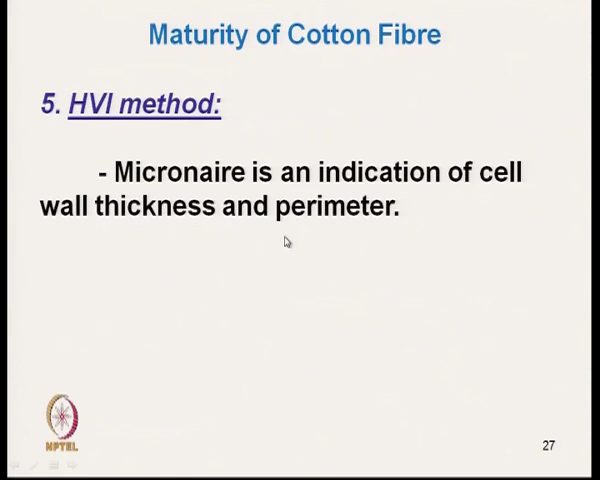 Maturity of Cotton Fibre
5. HVI method:
- Micronaire is an indication of cell
wall thickness and perimeter.
NPTEL
27